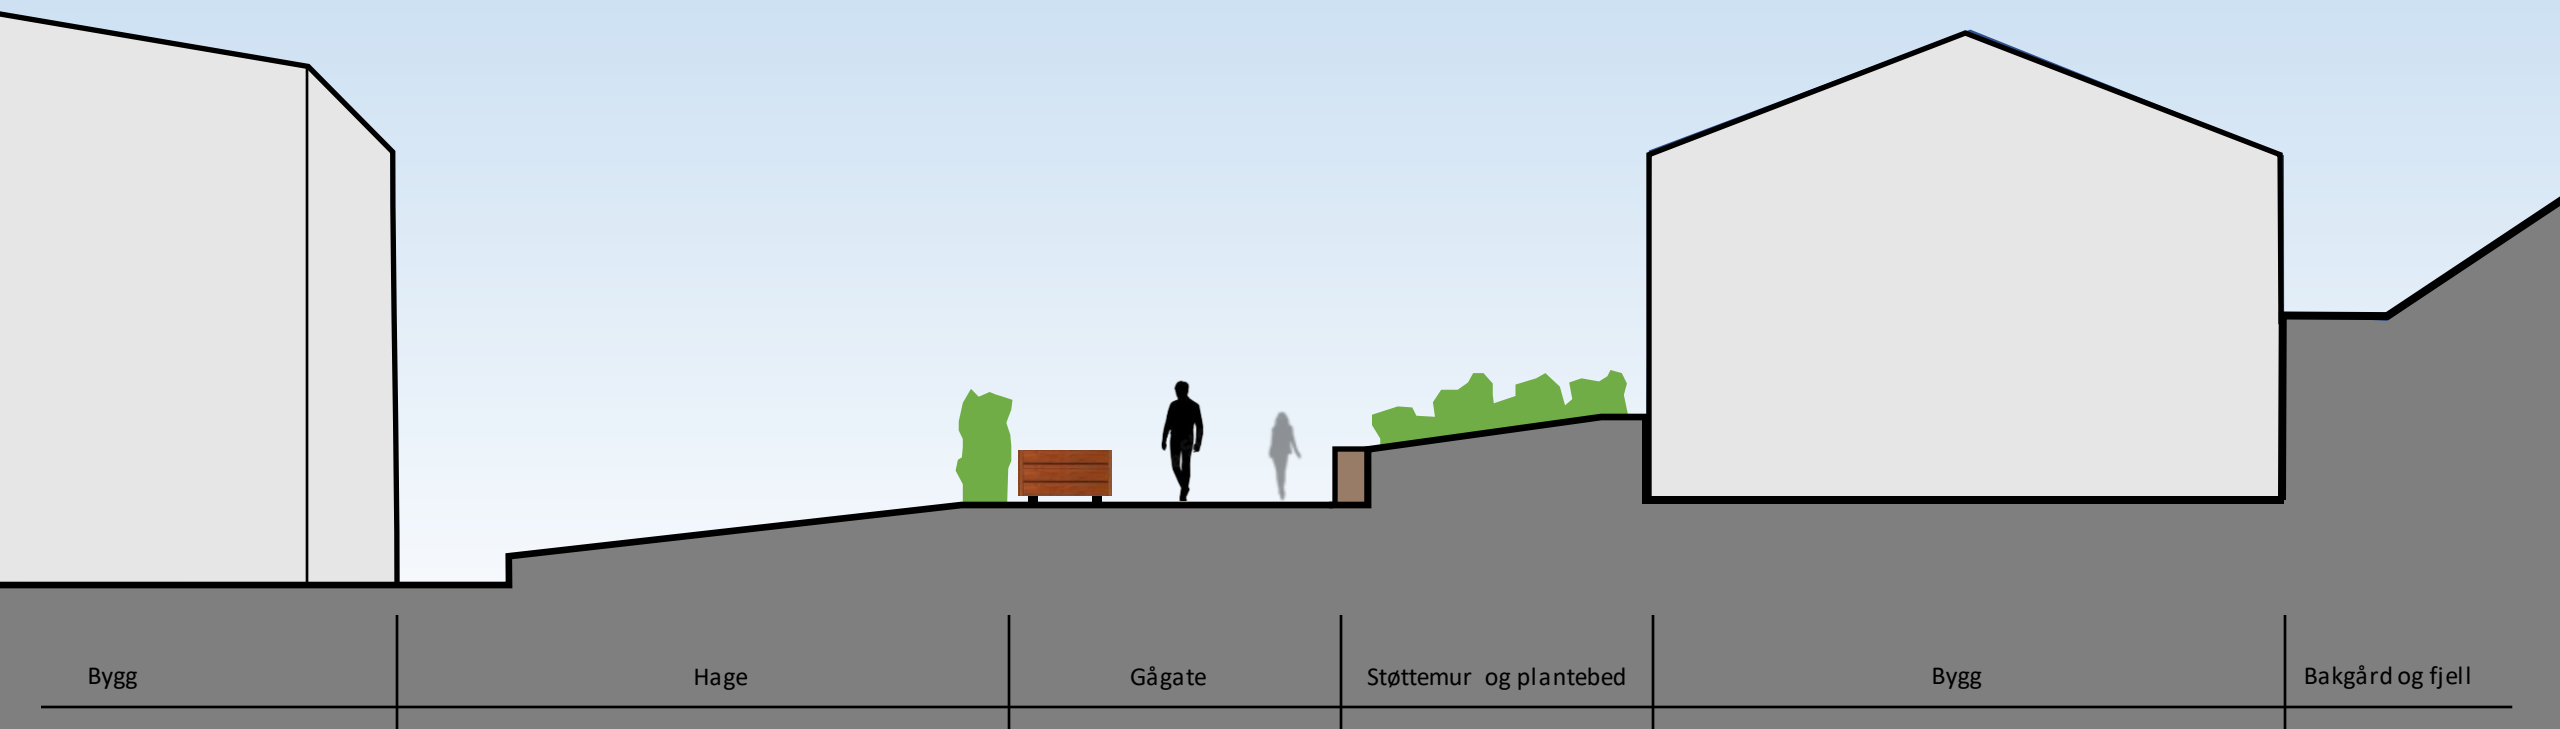 Bygg
Hage
Gågate
Støttemur og plantebed
Bygg
Bakgård og fjell